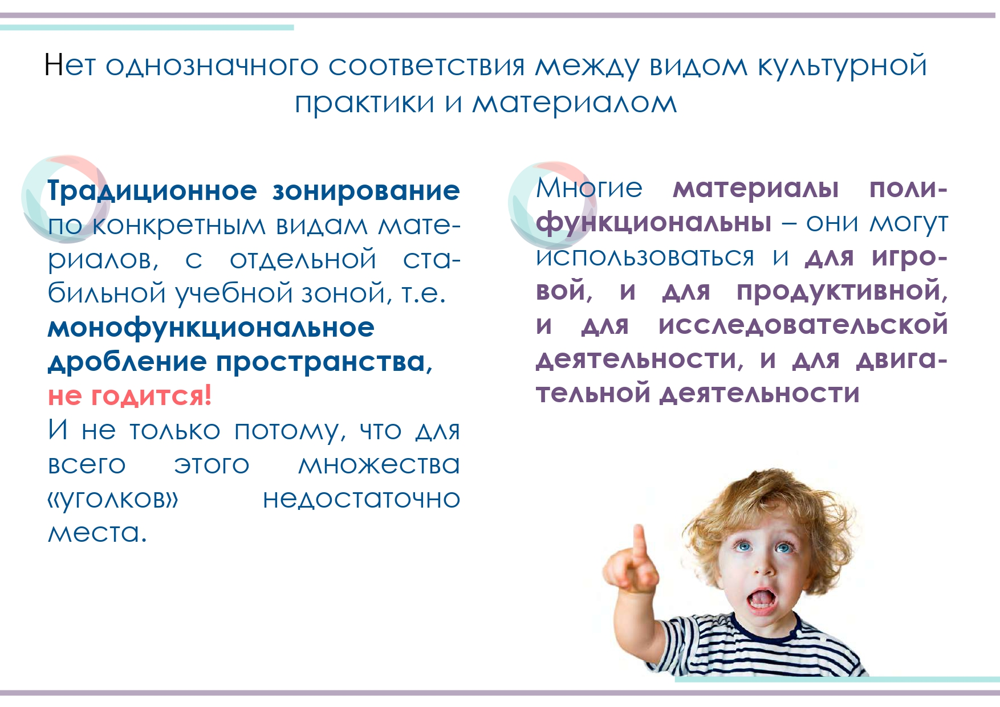 Нет однозначного соответствия между видом культурной
практики и материалом
Традиционное зонирование
по конкретным видам мате-
риалов, с отдельной ста-
бильной учебной зоной, т.е.
монофункциональное
дробление пространства,
не годится!
И не только потому, что для
всего этого множества
«уголков» недостаточно
места.
Многие материалы поли-
функциональны – они могут
использоваться и для игро-
вой, и для продуктивной,
и для исследовательской
деятельности, и для двига-
тельной деятельности